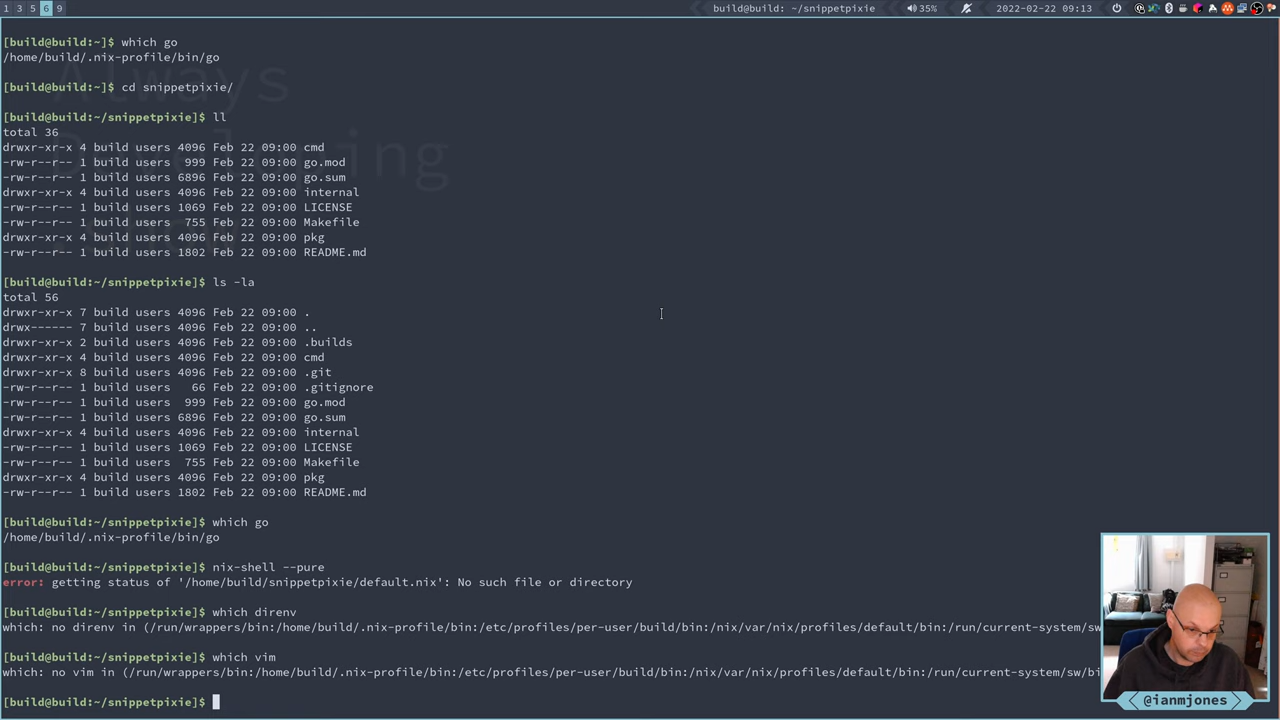 1 3 5 6 9
build@build: ~/snippetpixie 35% 2022-02-22 09:13
Always
Developing
[build@build:~]$ which go
/home/build/.nix-profile/bin/go
[build@build:~]$ cd snippetpixie/
[build@build:~/snippetpixie]$ ll
total 36
drwxr-xr-x 4 build users 4096 Feb 22 09:00 cmd
-rw-r--r-- 1 build users  999 Feb 22 09:00 go.mod
-rw-r--r-- 1 build users 6896 Feb 22 09:00 go.sum
drwxr-xr-x 4 build users 4096 Feb 22 09:00 internal
-rw-r--r-- 1 build users 1069 Feb 22 09:00 LICENSE
-rw-r--r-- 1 build users  755 Feb 22 09:00 Makefile
drwxr-xr-x 4 build users 4096 Feb 22 09:00 pkg
-rw-r--r-- 1 build users 1802 Feb 22 09:00 README.md
[build@build:~/snippetpixie]$ ls -la
total 56
drwxr-xr-x 7 build users 4096 Feb 22 09:00 .
drwx------ 7 build users 4096 Feb 22 09:00 ..
drwxr-xr-x 2 build users 4096 Feb 22 09:00 .builds
drwxr-xr-x 4 build users 4096 Feb 22 09:00 cmd
drwxr-xr-x 8 build users 4096 Feb 22 09:00 .git
-rw-r--r-- 1 build users   66 Feb 22 09:00 .gitignore
-rw-r--r-- 1 build users  999 Feb 22 09:00 go.mod
-rw-r--r-- 1 build users 6896 Feb 22 09:00 go.sum
drwxr-xr-x 4 build users 4096 Feb 22 09:00 internal
-rw-r--r-- 1 build users 1069 Feb 22 09:00 LICENSE
-rw-r--r-- 1 build users  755 Feb 22 09:00 Makefile
drwxr-xr-x 4 build users 4096 Feb 22 09:00 pkg
-rw-r--r-- 1 build users 1802 Feb 22 09:00 README.md
[build@build:~/snippetpixie]$ which go
/home/build/.nix-profile/bin/go
[build@build:~/snippetpixie]$ nix-shell --pure
error: getting status of '/home/build/snippetpixie/default.nix': No such file or directory
[build@build:~/snippetpixie]$ which direnv
which: no direnv in (/run/wrappers/bin:/home/build/.nix-profile/bin:/etc/profiles/per-user/build/bin:/nix/var/nix/profiles/default/bin:/run/current-system/sw
[build@build:~/snippetpixie]$ which vim
which: no vim in (/run/wrappers/bin:/home/build/.nix-profile/bin:/etc/profiles/per-user/build/bin:/nix/var/nix/profiles/default/bin:/run/current-system/sw/bi
[build@build:~/snippetpixie]$
@ianmjones